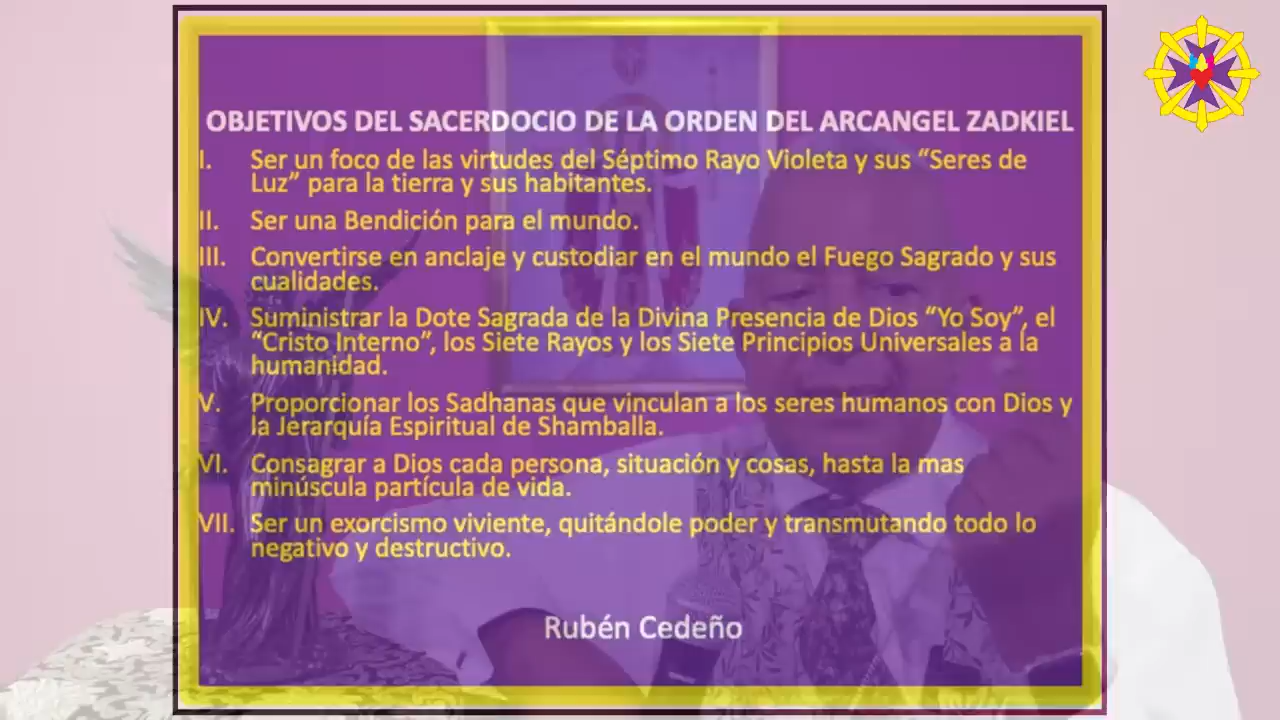 OBJETIVOS DEL SACERDOCIO DE LA ORDEN DEL ARCANGEL ZADKIEL
I. Ser un foco de las virtudes del Séptimo Rayo Violeta y sus “Seres de
Luz” para la tierra y sus habitantes.
II. Ser una Bendición para el mundo.
III. Convertirse en anclaje y custodiar en el mundo el Fuego Sagrado y sus
cualidades.
IV. Suministrar la Dote Sagrada de la Divina Presencia de Dios “Yo Soy”, el
“Cristo Interno”, los Siete Rayos y los Siete Principios Universales a la
humanidad.
V. Proporcionar los Sadhanas que vinculan a los seres humanos con Dios y
la Jerarquía Espiritual de Shamballa.
VI. Consagrar a Dios cada persona, situación y cosas, hasta la mas
minúscula partícula de vida.
VII. Ser un exorcismo viviente, quitándole poder y transmutando todo lo
negativo y destructivo.
Rubén Cedeño